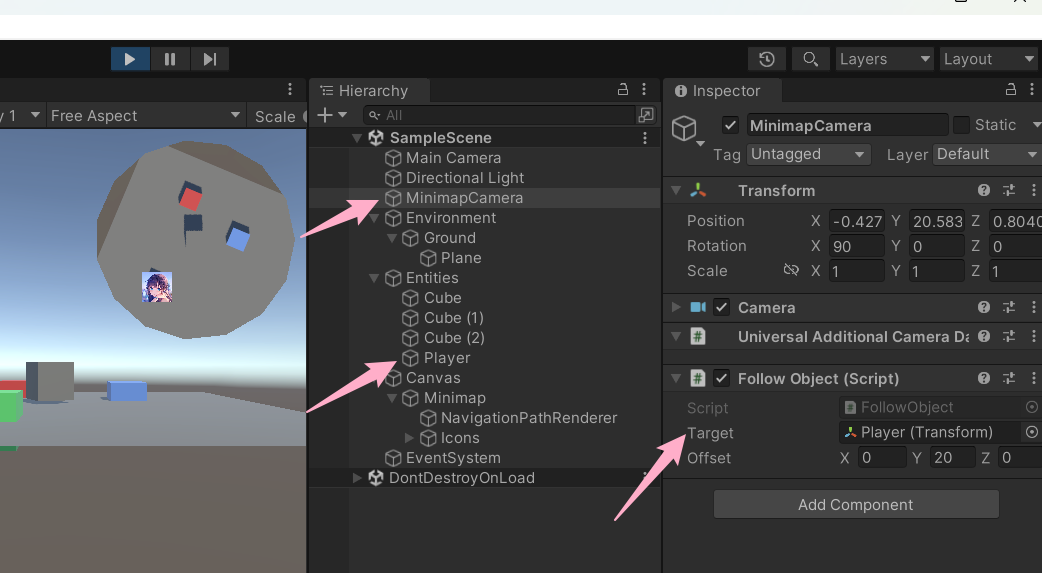 Layers
Layout
y 1
Free Aspect
Scale
Hierarchy
All
SampleScene
Main Camera
Directional Light
MinimapCamera
Environment
Ground
Plane
Entities
Cube
Cube (1)
Cube (2)
Player
Canvas
Minimap
NavigationPathRenderer
Icons
EventSystem
DontDestroyOnLoad
Inspector
MinimapCamera
Static
Tag Untagged Layer Default
Transform
Position X -0.427 Y 20.583 Z 0.8040
Rotation X 90 Y 0 Z 0
Scale X 1 Y 1 Z 1
Camera
Universal Additional Camera Da
# Follow Object (Script)
Script FollowObject
Target Player (Transform)
Offset X 0 Y 20 Z 0
Add Component